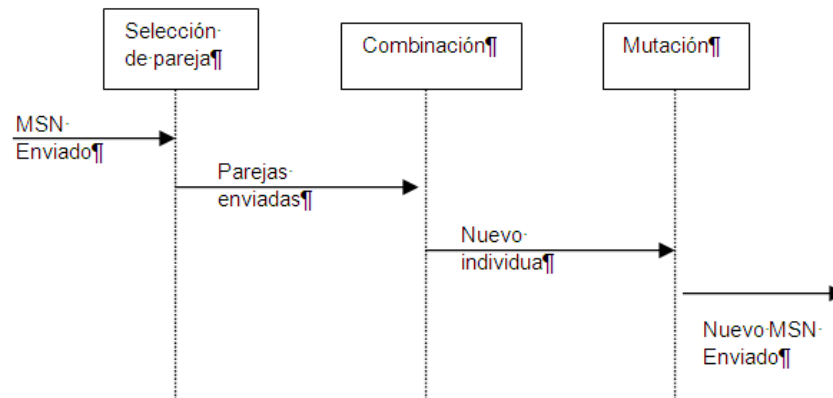 Selección·
de·pareja¶
Combinación¶
Mutación¶
MSN·
Enviado¶
Parejas·
enviadas¶
Nuevo·
individua¶
Nuevo·MSN·
Enviado¶